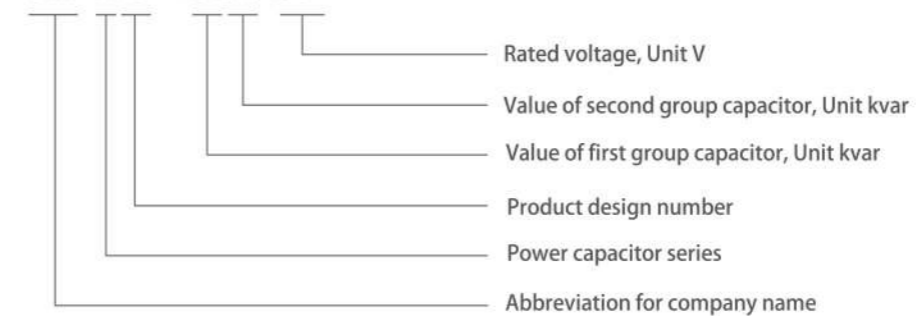 Rated voltage, Unit V
Value of second group capacitor, Unit kvar
Value of first group capacitor, Unit kvar
Product design number
Power capacitor series
Abbreviation for company name